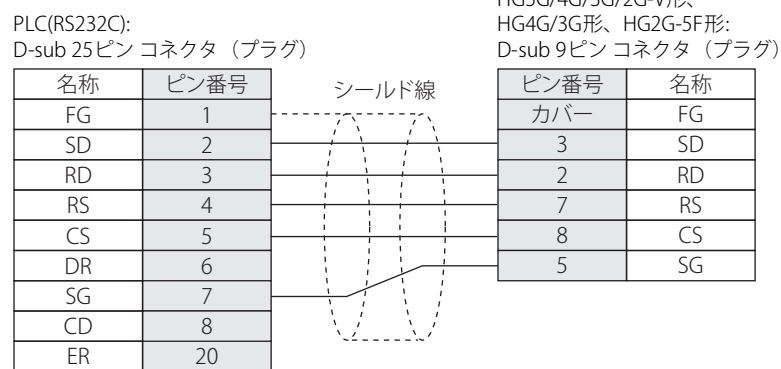 HG5G/4G/3G/2G-V形、
PLC(RS232C):
HG4G/3G形、HG2G-5F形:
D-sub 25ピン コネクタ（プラグ）
D-sub 9ピン コネクタ（プラグ）
名称 ピン番号 シールド線 ピン番号 名称
FG 1 カバー FG
SD 2 3 SD
RD 3 2 RD
RS 4 7 RS
CS 5 8 CS
DR 6 5 SG
SG 7
CD 8
ER 20